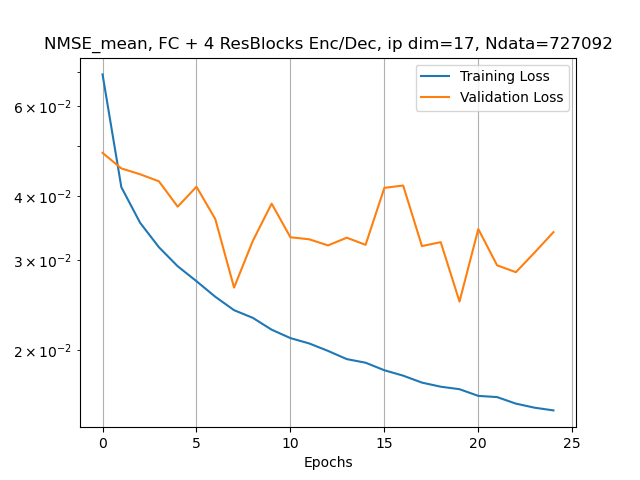 NMSE_mean, FC + 4 ResBlocks Enc/Dec, ip dim=17, Ndata=727092
Training Loss
Validation Loss
6 × 10⁻²
4 × 10⁻²
3 × 10⁻²
2 × 10⁻²
0 5 10 15 20 25
Epochs